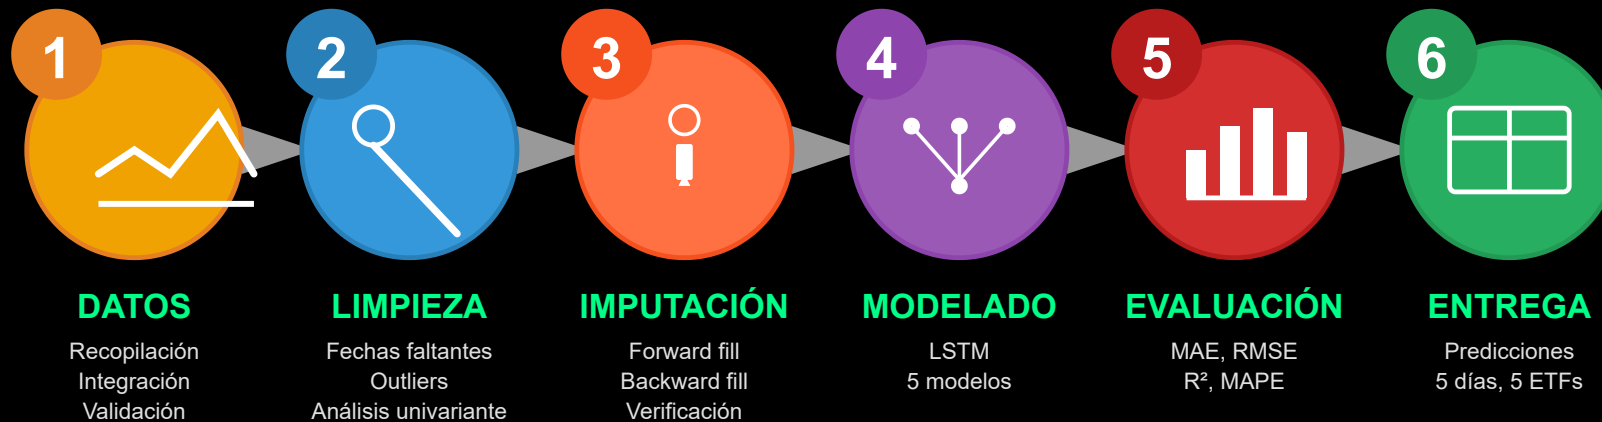 1
2
3
4
5
6
DATOS
Recopilación
Integración
Validación
LIMPIEZA
Fechas faltantes
Outliers
Análisis univariante
IMPUTACIÓN
Forward fill
Backward fill
Verificación
MODELADO
LSTM
5 modelos
EVALUACIÓN
MAE, RMSE
R², MAPE
ENTREGA
Predicciones
5 días, 5 ETFs